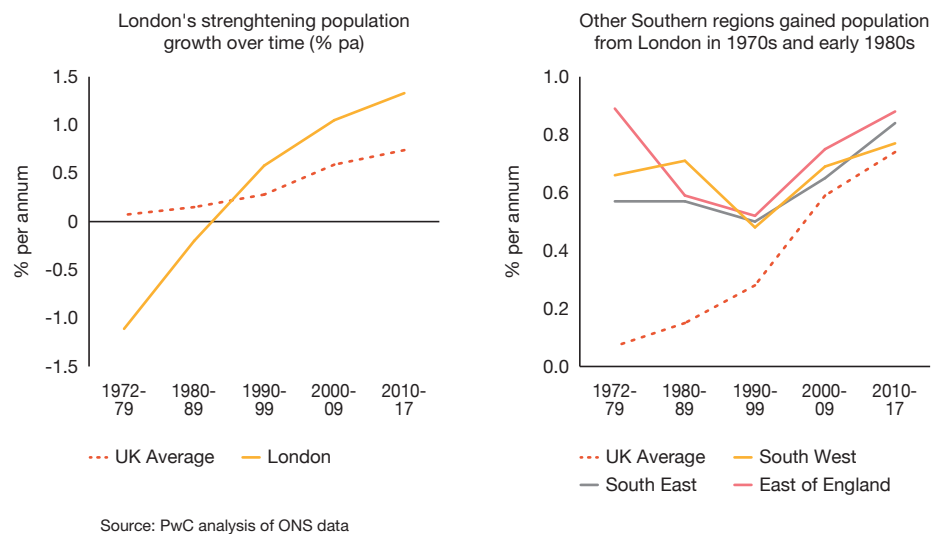 London's strenghtening population
growth over time (% pa)
% per annum
1.5
1.0
0.5
0
-0.5
-1.0
-1.5
1972-
79
1980-
89
1990-
99
2000-
09
2010-
17
UK Average
London
Other Southern regions gained population
from London in 1970s and early 1980s
% per annum
1.0
0.8
0.6
0.4
0.2
0.0
1972-
79
1980-
89
1990-
99
2000-
09
2010-
17
UK Average
South West
South East
East of England
Source: PwC analysis of ONS data